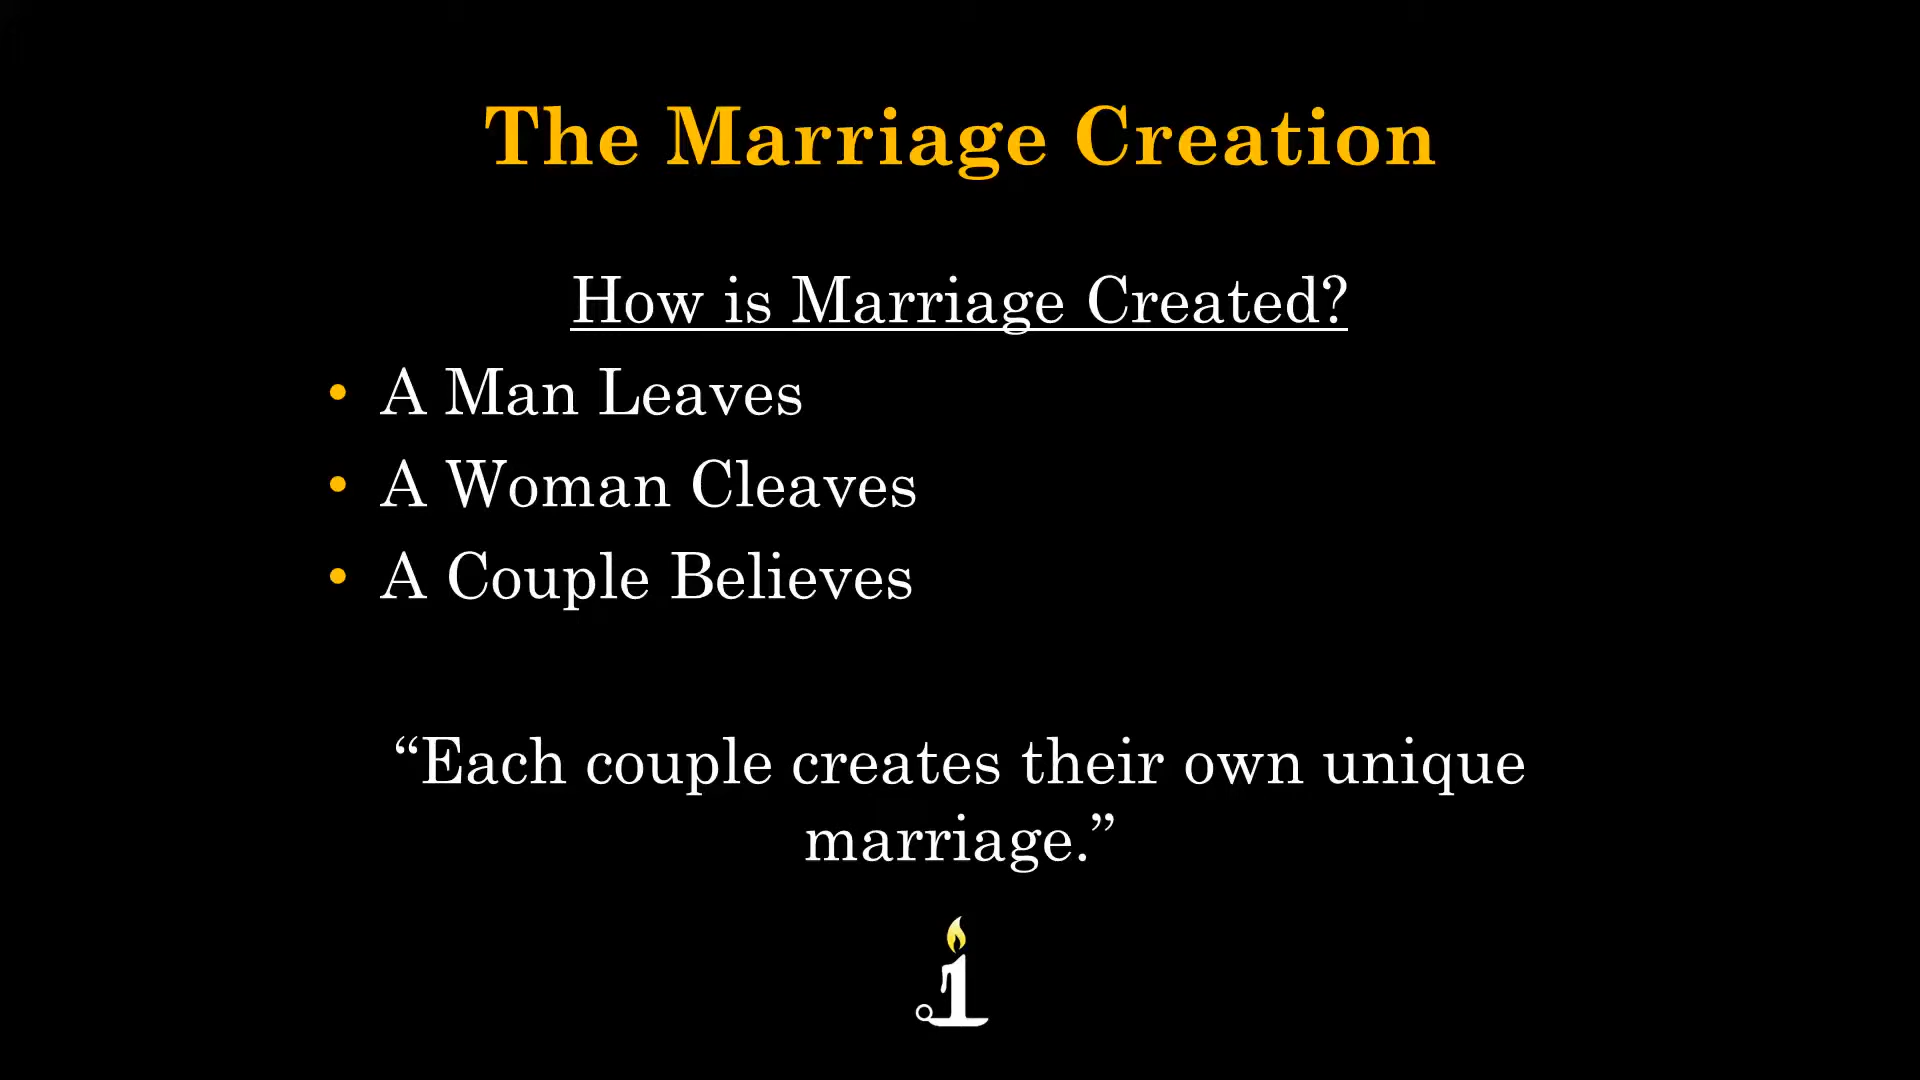 The Marriage Creation
How is Marriage Created?
• A Man Leaves
• A Woman Cleaves
• A Couple Believes
“Each couple creates their own unique
marriage.”